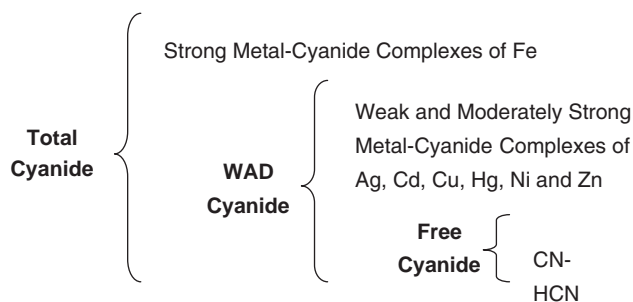 Strong Metal-Cyanide Complexes of Fe
Total
Cyanide
Weak and Moderately Strong
Metal-Cyanide Complexes of
Ag, Cd, Cu, Hg, Ni and Zn
WAD
Cyanide
Free
Cyanide
CN-
HCN